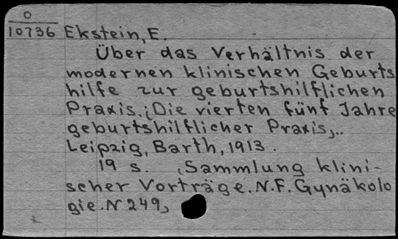 O
10736 Ekstein, E.
Über das Verhältnis der
modernen klinischen Geburts
hilfe zur geburtshilflichen
Praxis. (Die vierten fünf Jahre
geburtshilflicher Praxis)..
Leipzig, Barth, 1913.
19 s. (Sammlung klini-
scher Vorträge. N.F. Gynäkolo
gie. N 249)